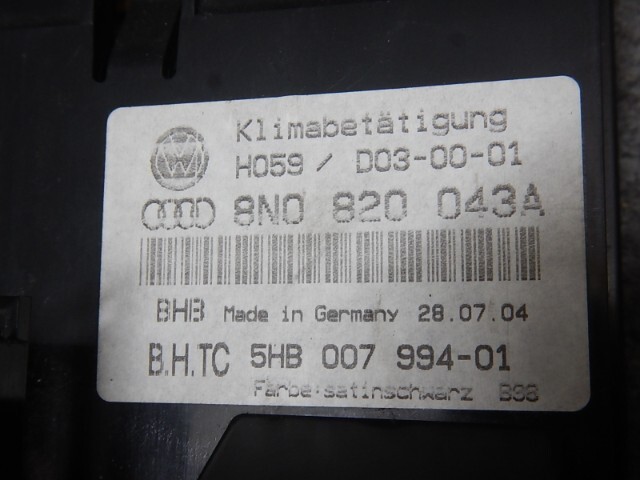 Klimabetätigung
H059 / D03-00-01
8N0 820 043A
BHB Made in Germany 28.07.04
B.H.TC 5HB 007 994-01
Farbe:satinschwarz B98